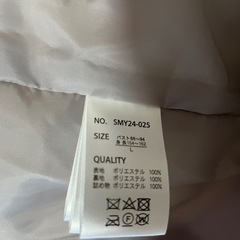 NO. SMY24-02S
SIZE バスト86〜94
身 長154〜162
L
QUALITY
表地 ポリエステル 100%
裏地 ポリエステル 100%
詰め物 ポリエステル 100%